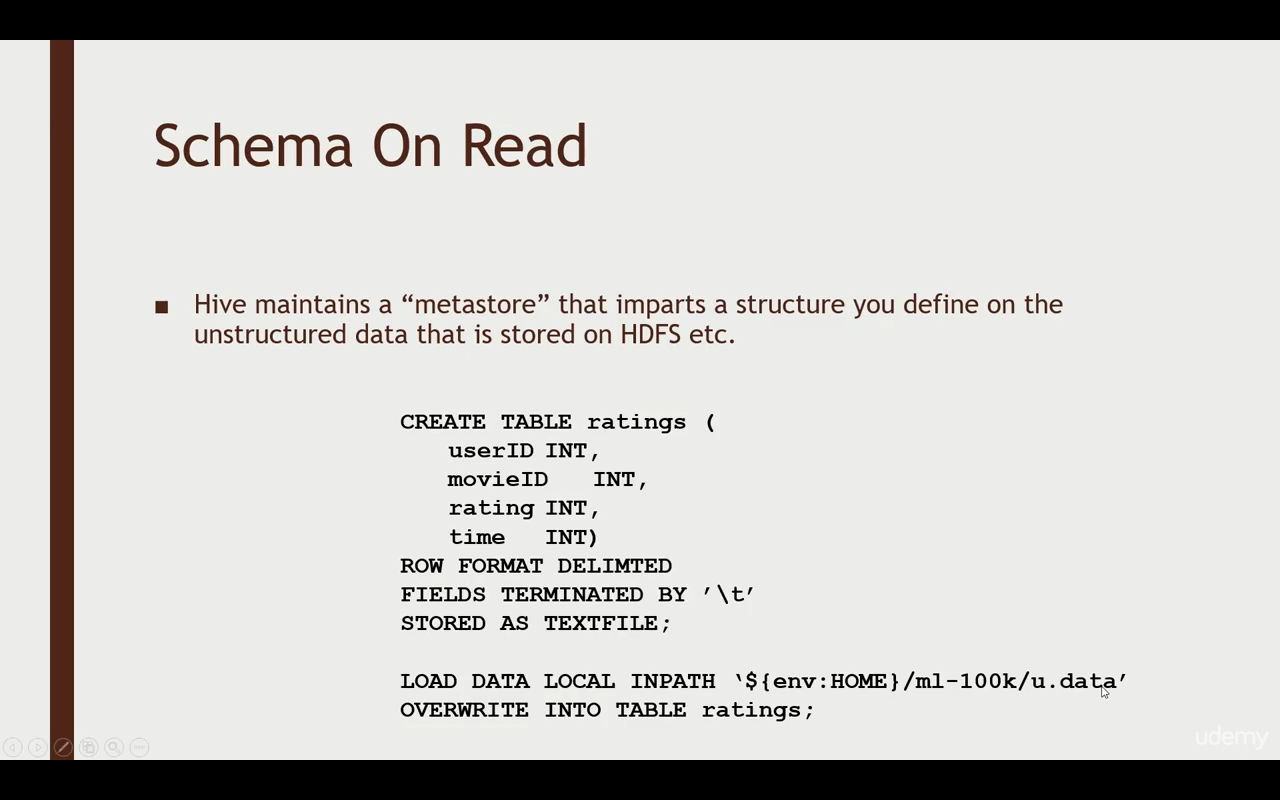 Schema On Read
■ Hive maintains a “metastore” that imparts a structure you define on the
unstructured data that is stored on HDFS etc.
CREATE TABLE ratings (
userID INT,
movieID INT,
rating INT,
time INT)
ROW FORMAT DELIMTED
FIELDS TERMINATED BY ’\t’
STORED AS TEXTFILE;
LOAD DATA LOCAL INPATH ‘${env:HOME}/ml-100k/u.data’
OVERWRITE INTO TABLE ratings;
udemy